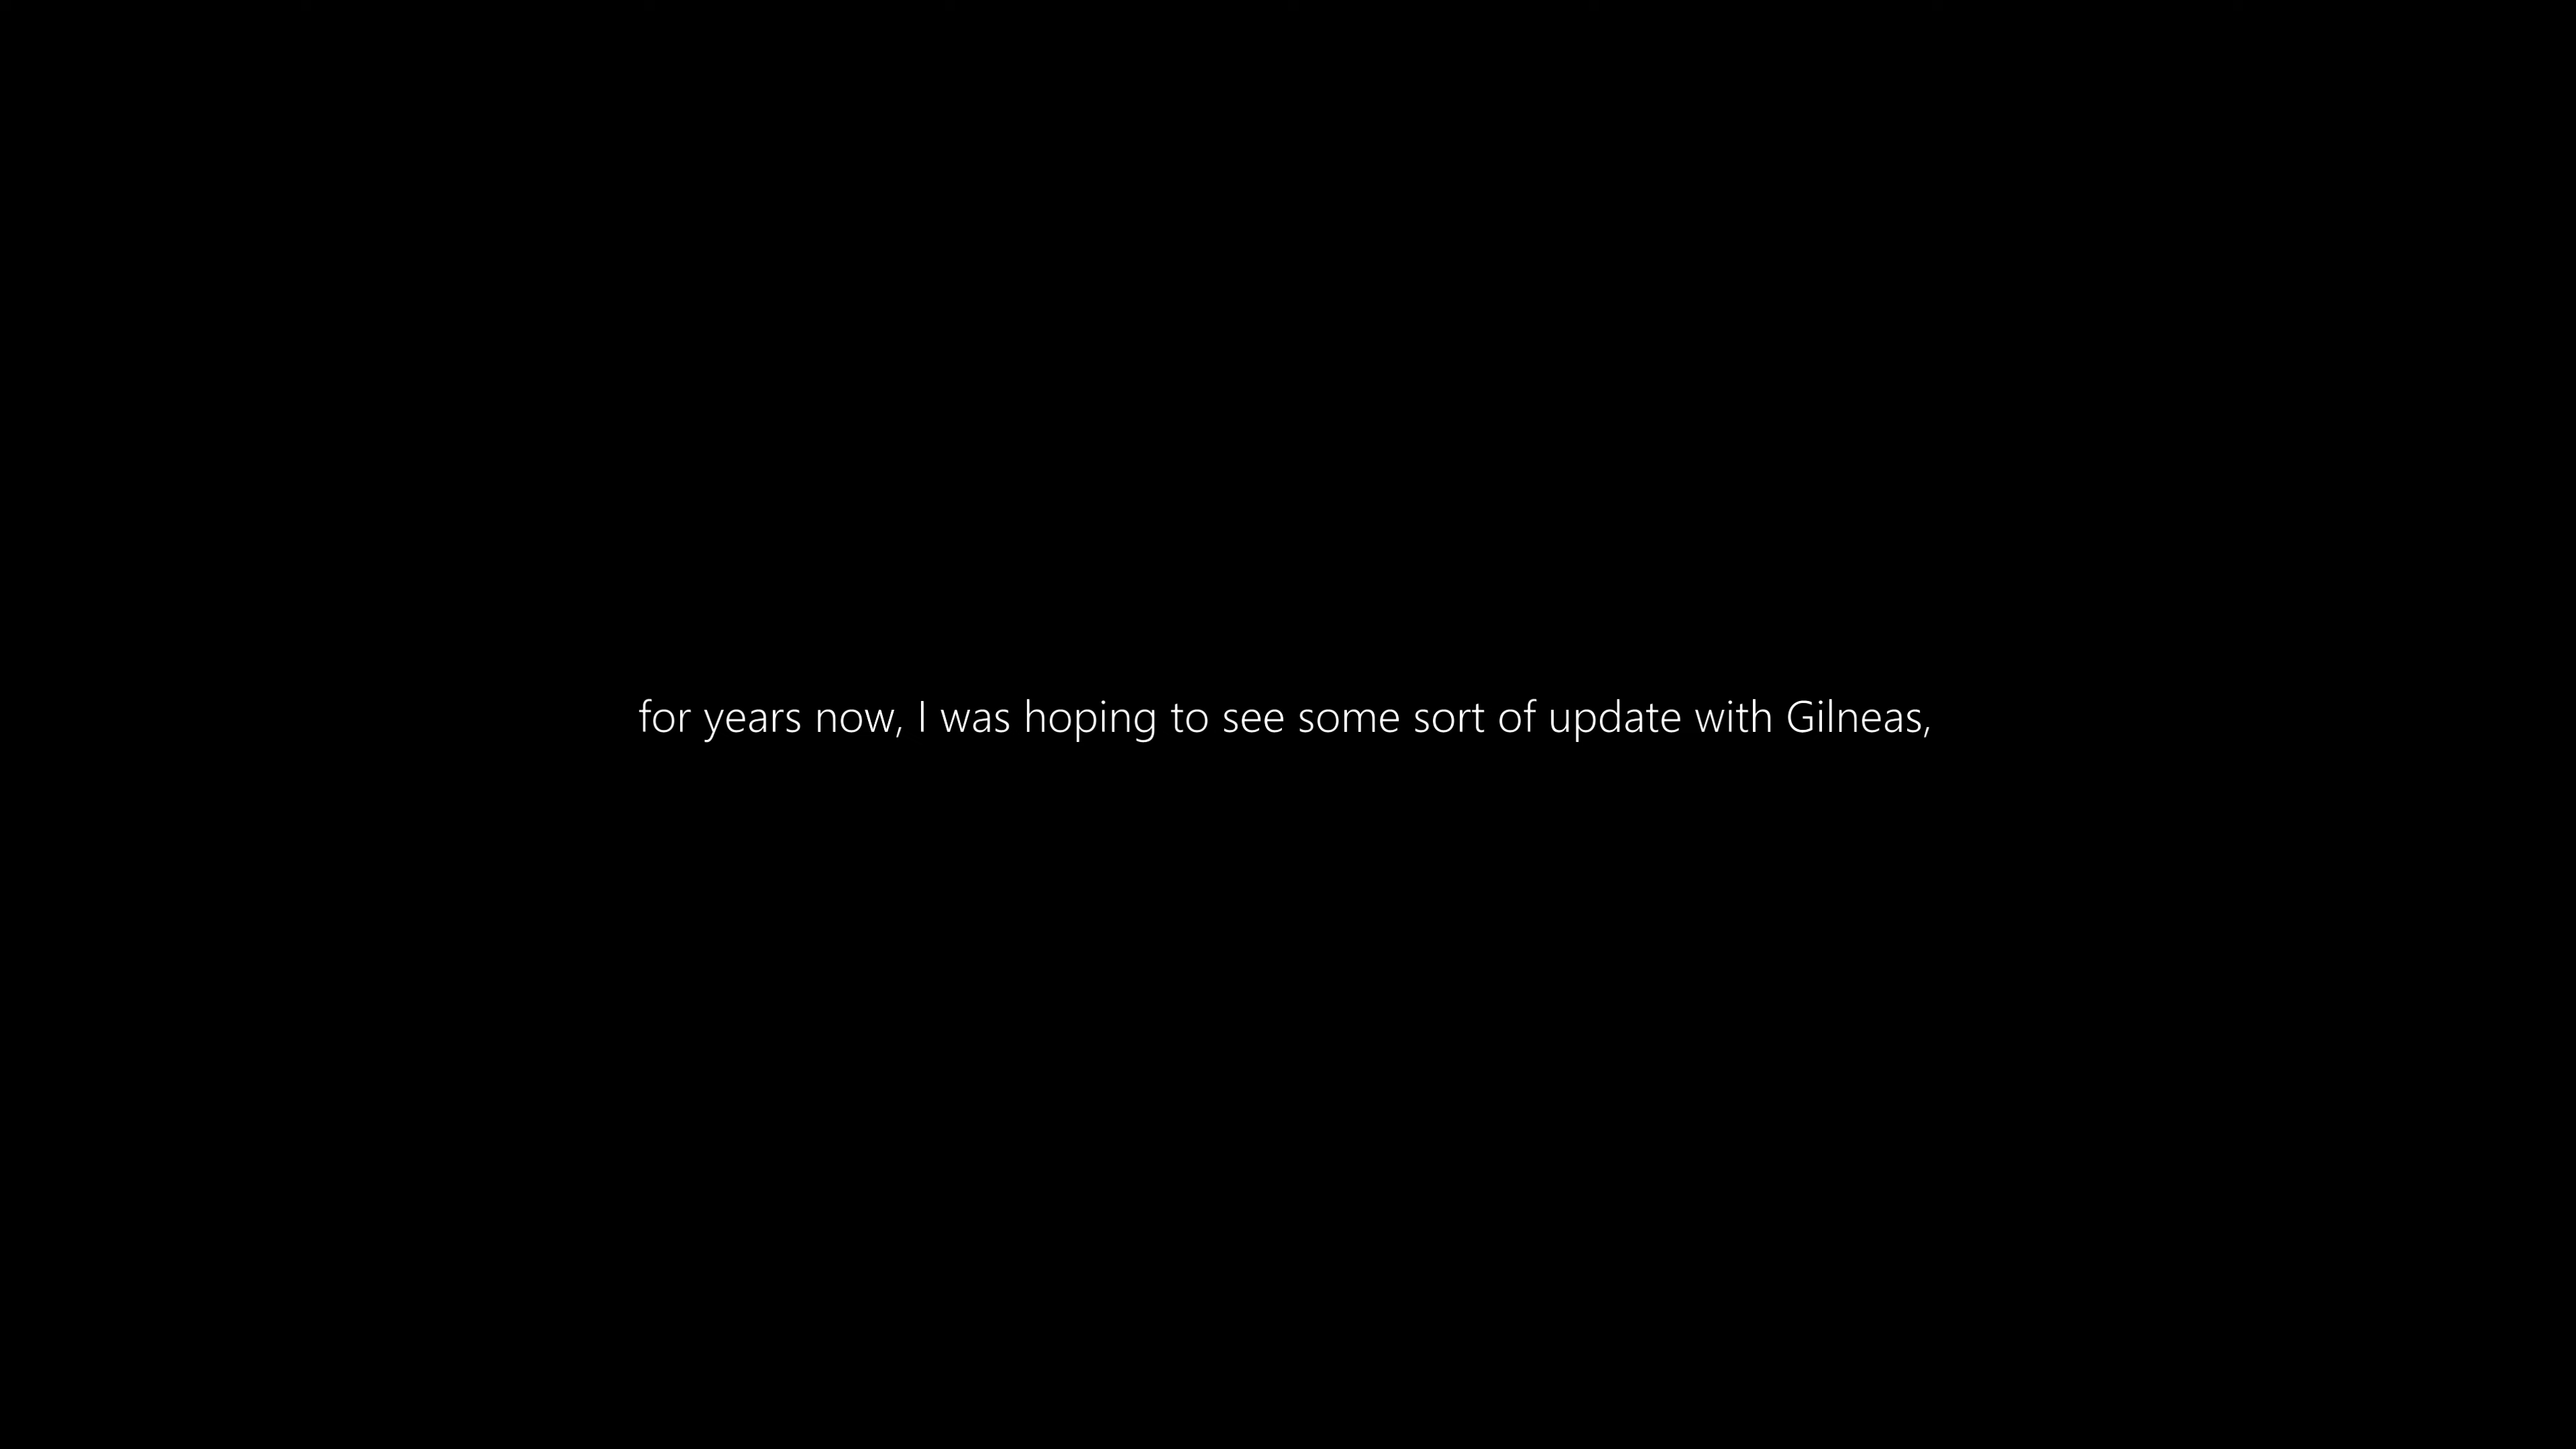 for years now, I was hoping to see some sort of update with Gilneas,